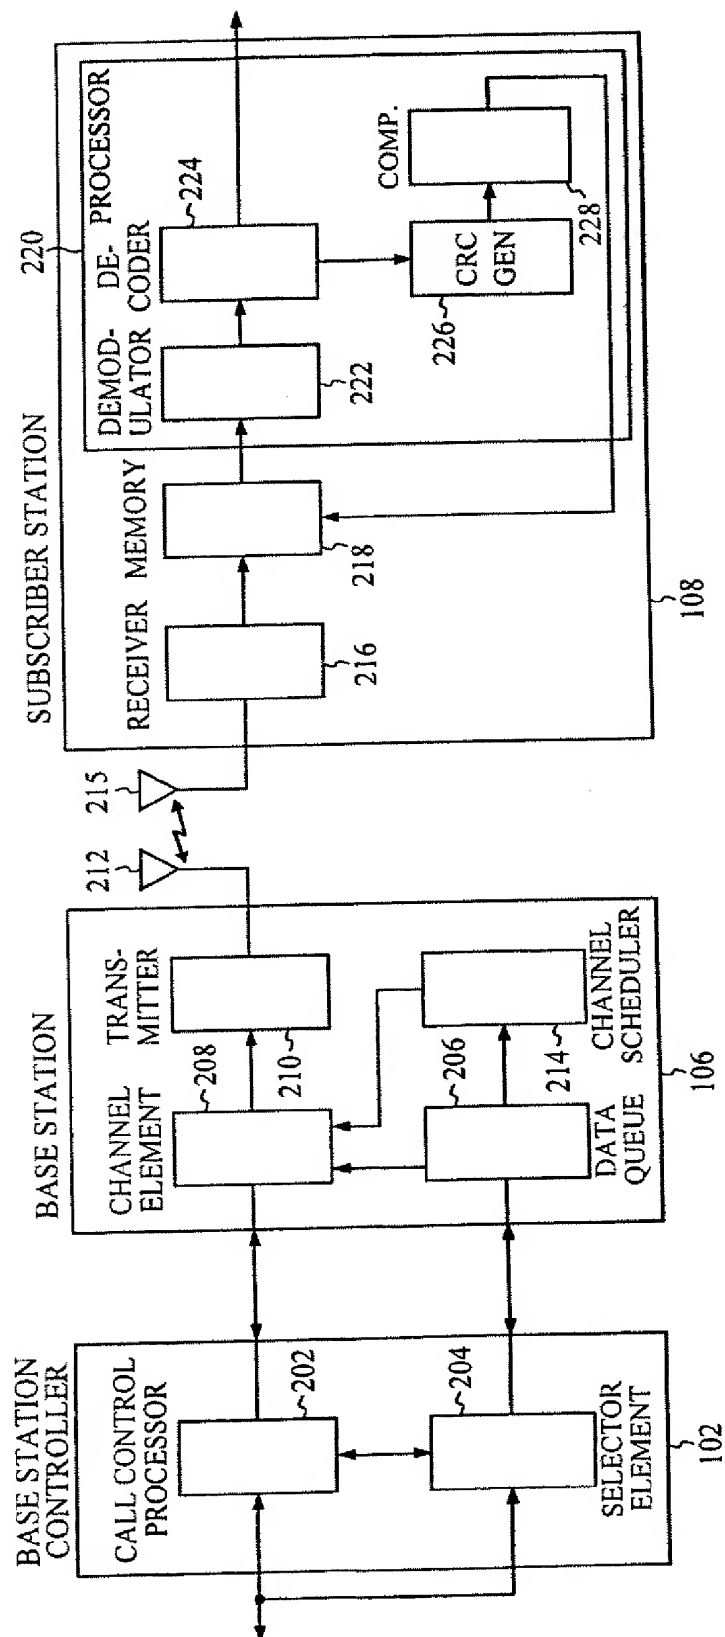 BASE STATION
CONTROLLER
CALL CONTROL
PROCESSOR
202
204
SELECTOR
ELEMENT
102
BASE STATION
CHANNEL
ELEMENT
208
TRANS-
MITTER
210
206
DATA
QUEUE
214
CHANNEL
SCHEDULER
106
212
215
SUBSCRIBER STATION
220
RECEIVER
216
MEMORY
218
DEMOD-
ULATOR
222
DE-
CODER
224
PROCESSOR
CRC
GEN
226
COMP.
228
108